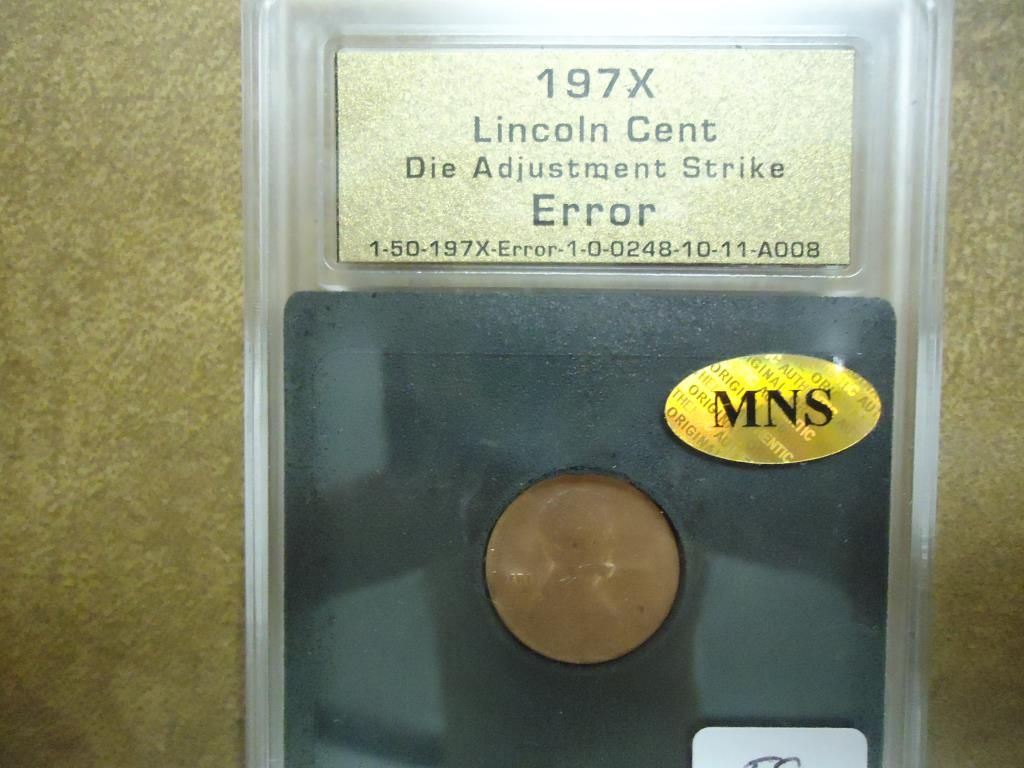 197X
Lincoln Cent
Die Adjustment Strike
Error
1-50-197X-Error-1-0-0248-10-11-A008
MNS